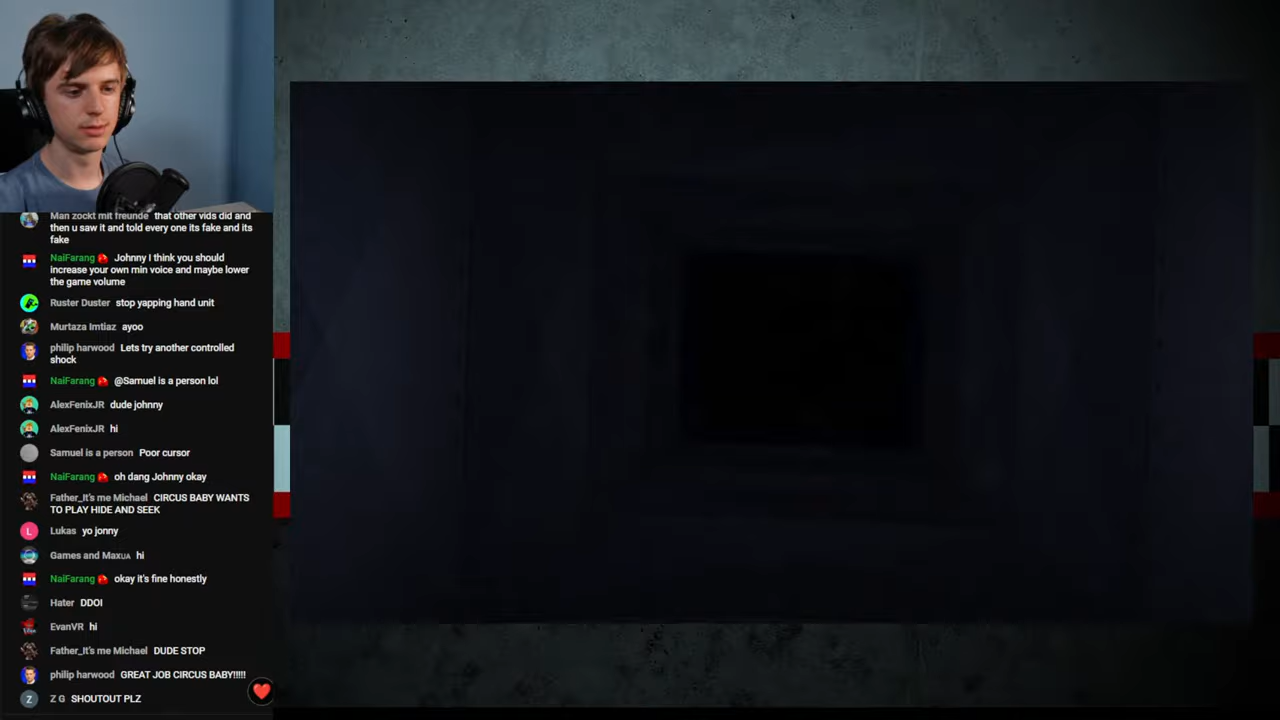 Man zockt mit freunde that other vids did and
then u saw it and told every one its fake and its
fake
NaiFarang Johnny I think you should
increase your own min voice and maybe lower
the game volume
Ruster Duster stop yapping hand unit
Murtaza Imtiaz ayoo
philip harwood Lets try another controlled
shock
NaiFarang @Samuel is a person lol
AlexFenixJR dude johnny
AlexFenixJR hi
Samuel is a person Poor cursor
NaiFarang oh dang Johnny okay
Father_It's me Michael CIRCUS BABY WANTS
TO PLAY HIDE AND SEEK
L Lukas yo jonny
Games and Maxᴜᴀ hi
NaiFarang okay it's fine honestly
Hater DDOI
EvanVR hi
Father_It's me Michael DUDE STOP
philip harwood GREAT JOB CIRCUS BABY!!!!!
Z Z G SHOUTOUT PLZ